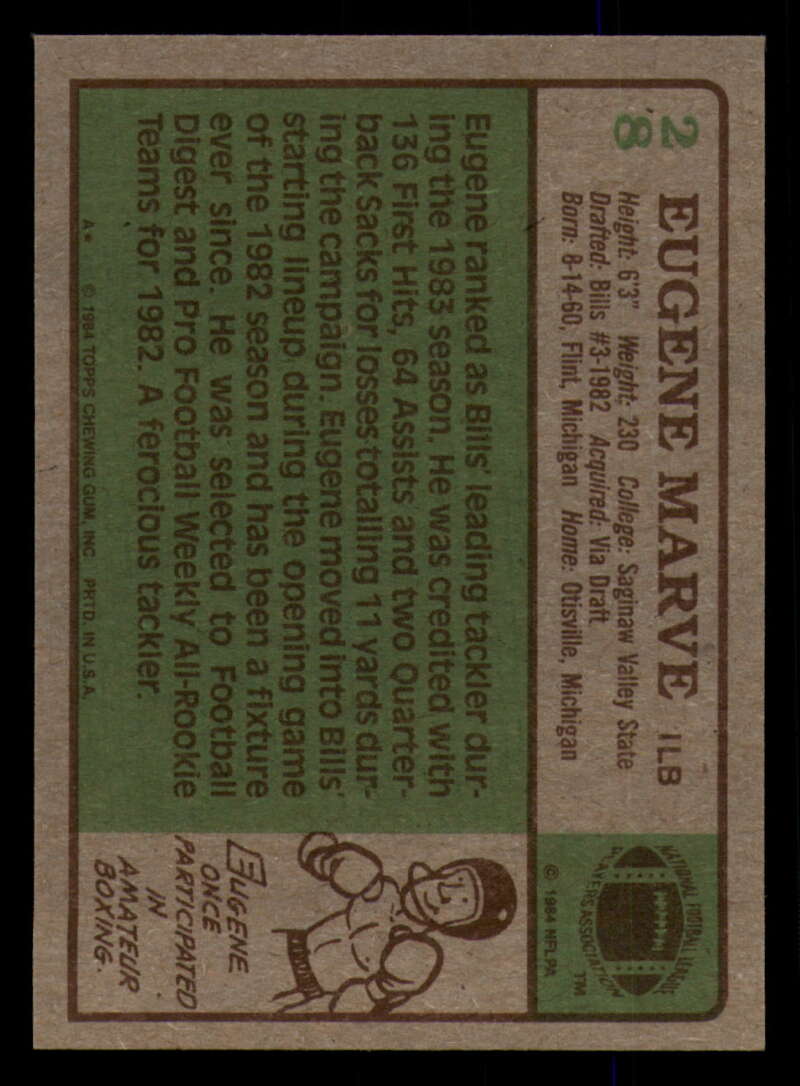 28
EUGENE MARVE ILB
Height: 6'3" Weight: 230 College: Saginaw Valley State
Drafted: Bills #3-1982 Acquired: Via Draft
Born: 8-14-60, Flint, Michigan Home: Otisville, Michigan
NATIONAL FOOTBALL LEAGUE
PLAYERS ASSOCIATION
TM
© 1984 NFLPA
Eugene ranked as Bills' leading tackler dur-
ing the 1983 season. He was credited with
136 First Hits, 64 Assists and two Quarter-
back Sacks for losses totalling 11 yards dur-
ing the campaign. Eugene moved into Bills'
starting lineup during the opening game
of the 1982 season and has been a fixture
ever since. He was selected to Football
Digest and Pro Football Weekly All-Rookie
Teams for 1982. A ferocious tackler.
A* © 1984 TOPPS CHEWING GUM, INC. PRTD. IN U.S.A.
EUGENE
ONCE
PARTICIPATED
IN
AMATEUR
BOXING.